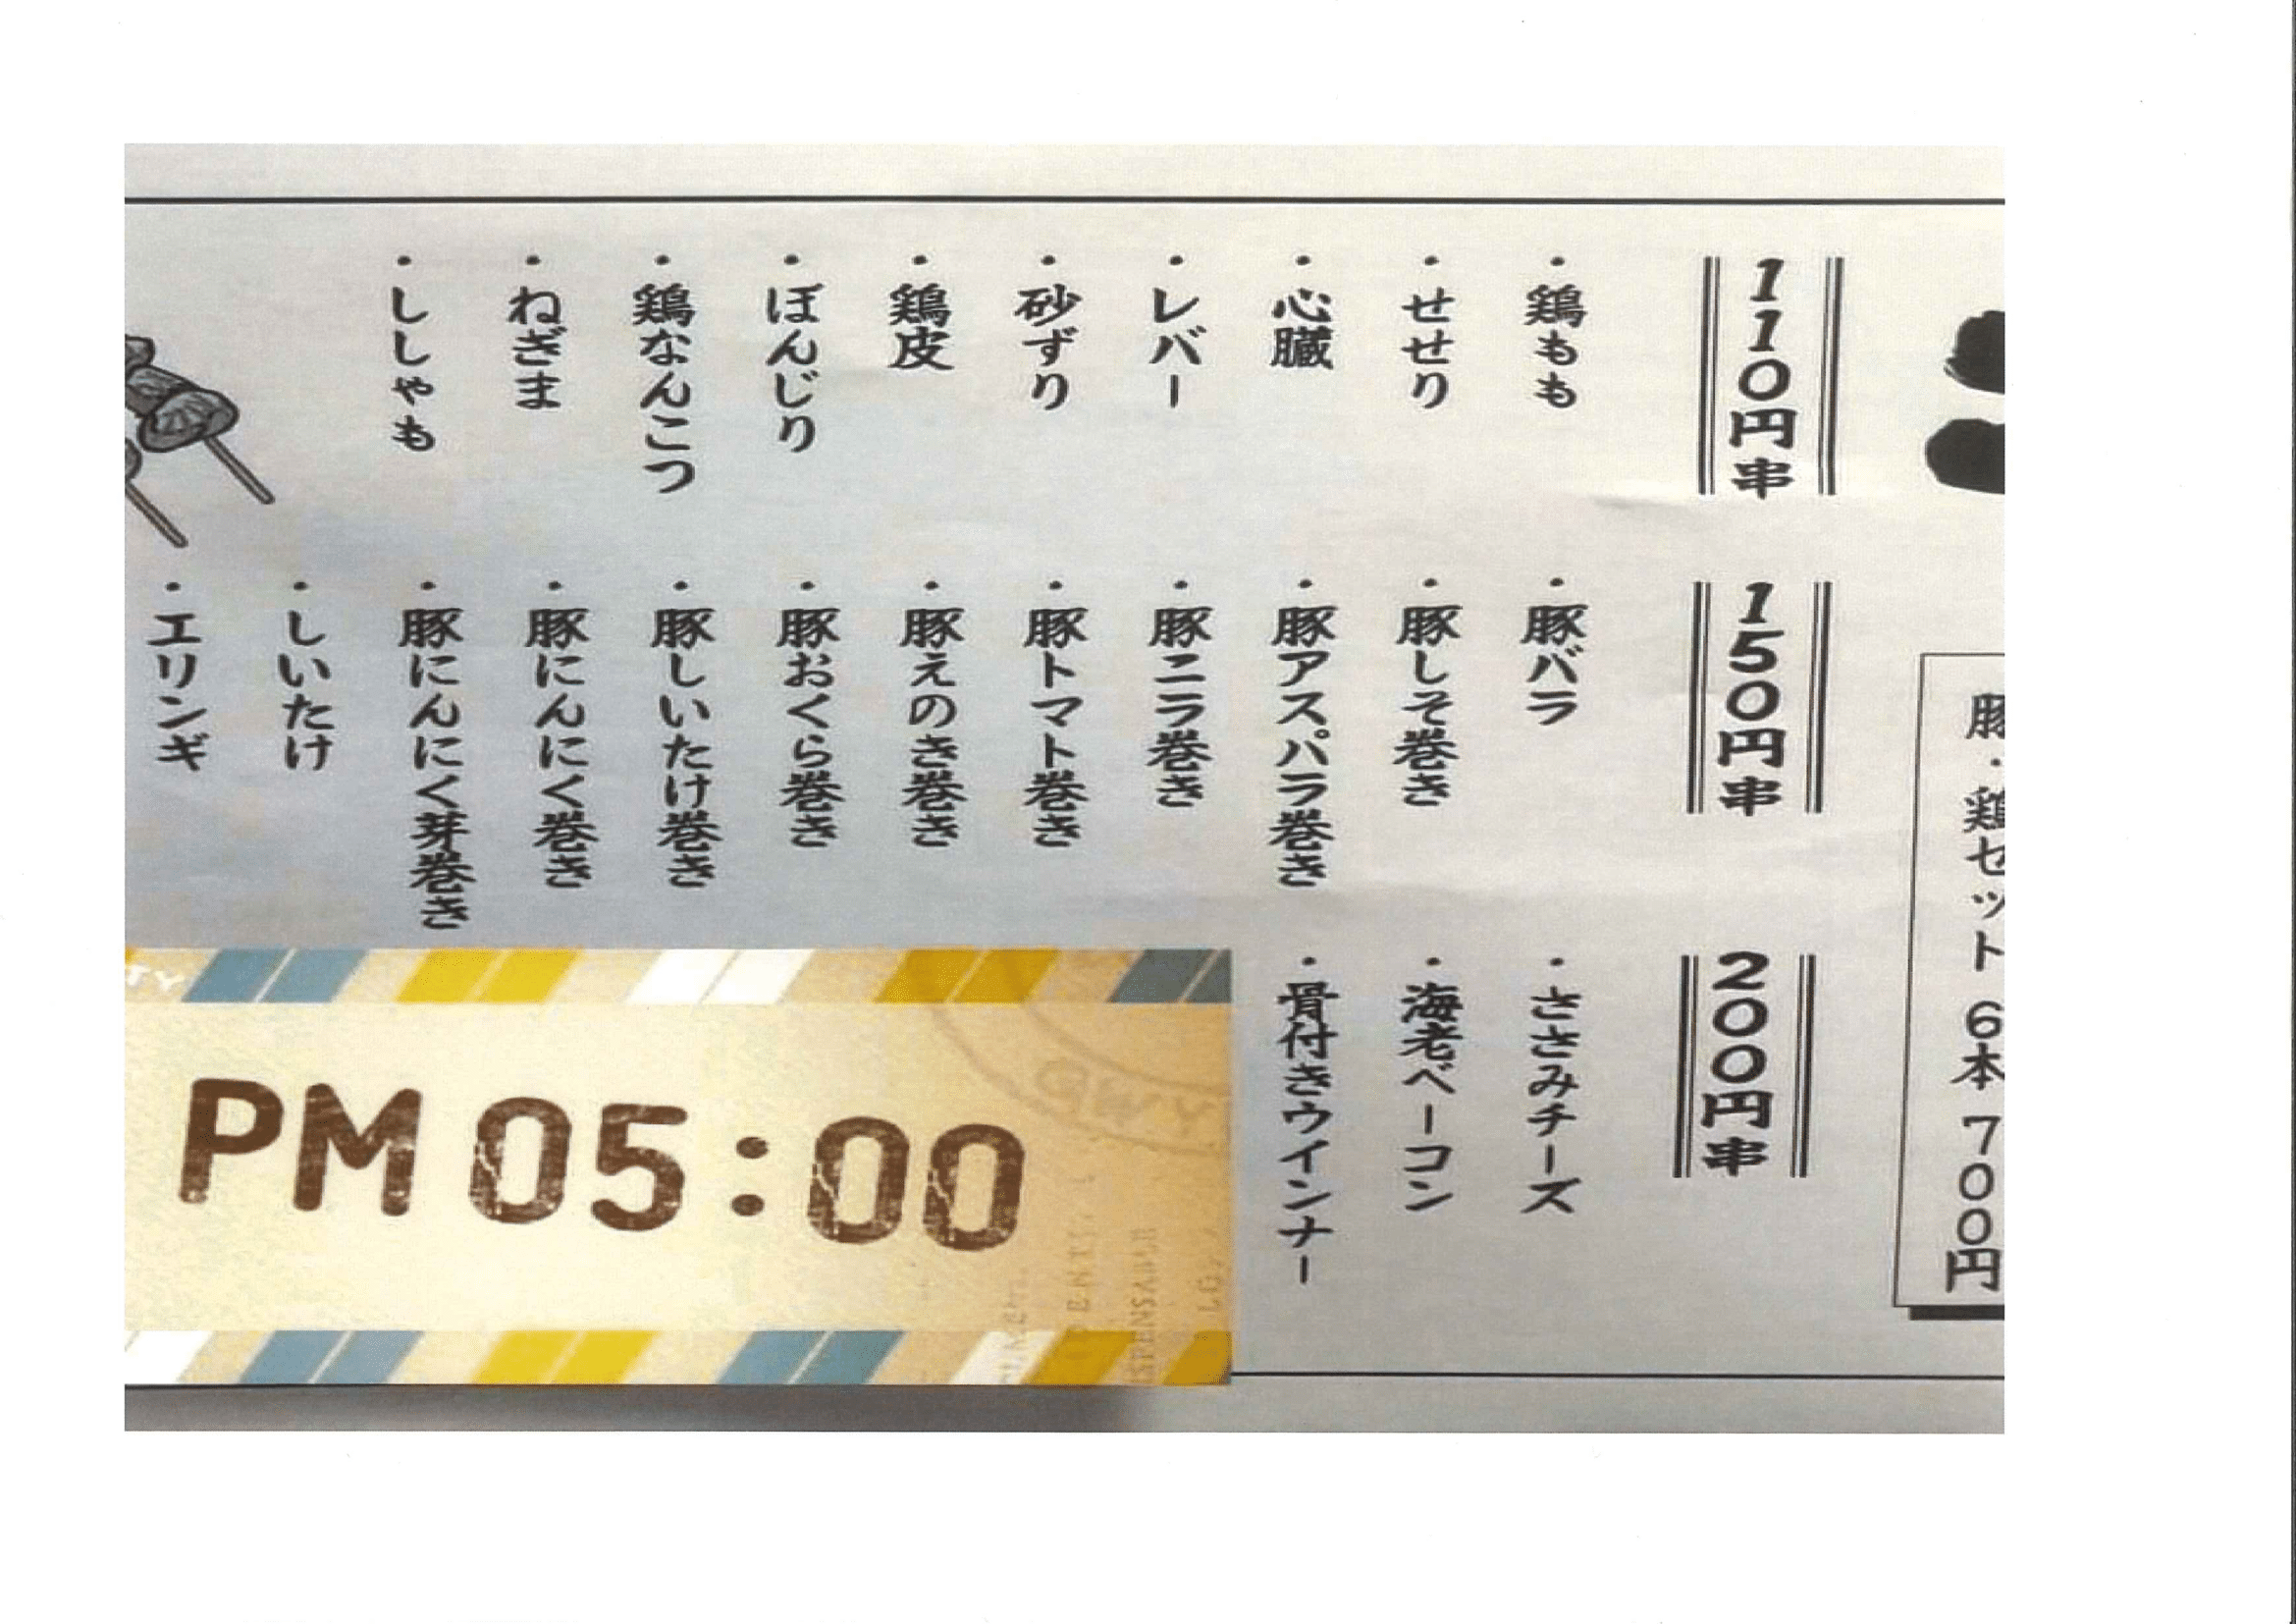 豚・鶏セット 6本 700円
110円串
・鶏もも
・せせり
・心臓
・レバー
・砂ずり
・鶏皮
・ぼんじり
・鶏なんこつ
・ねぎま
・ししゃも
150円串
・豚バラ
・豚しそ巻き
・豚アスパラ巻き
・豚ニラ巻き
・豚トマト巻き
・豚えのき巻き
・豚おくら巻き
・豚しいたけ巻き
・豚にんにく巻き
・豚にんにく芽巻き
・しいたけ
・エリンギ
200円串
・ささみチーズ
・海老ベーコン
・骨付きウインナー
PM 05:00